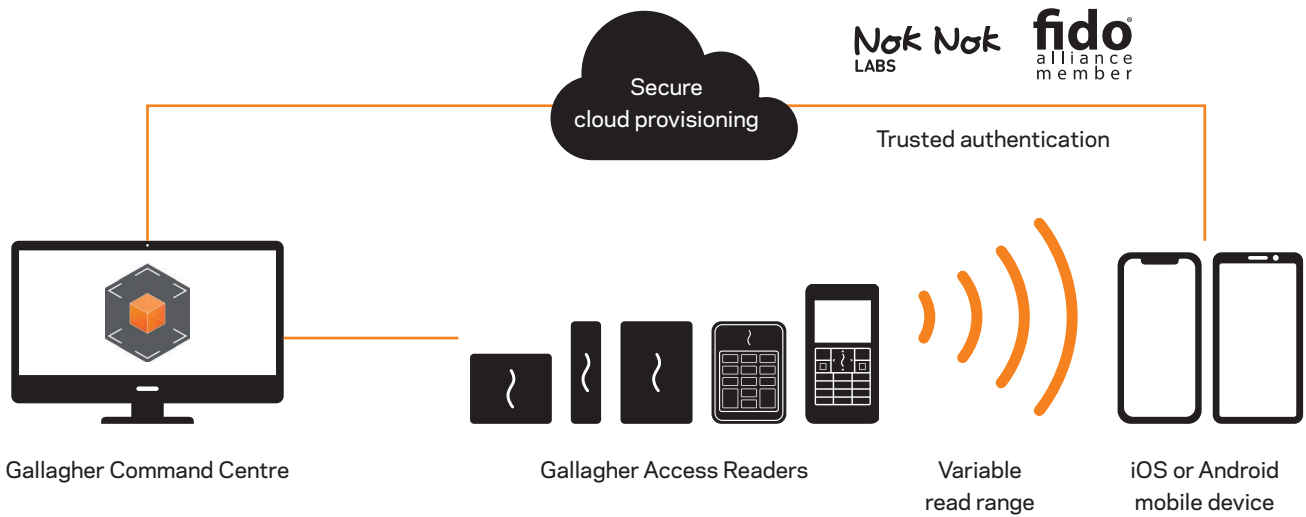 Nok Nok
LABS
fido
alliance
member
Secure
cloud provisioning
Trusted authentication
Gallagher Command Centre
Gallagher Access Readers
Variable
read range
iOS or Android
mobile device